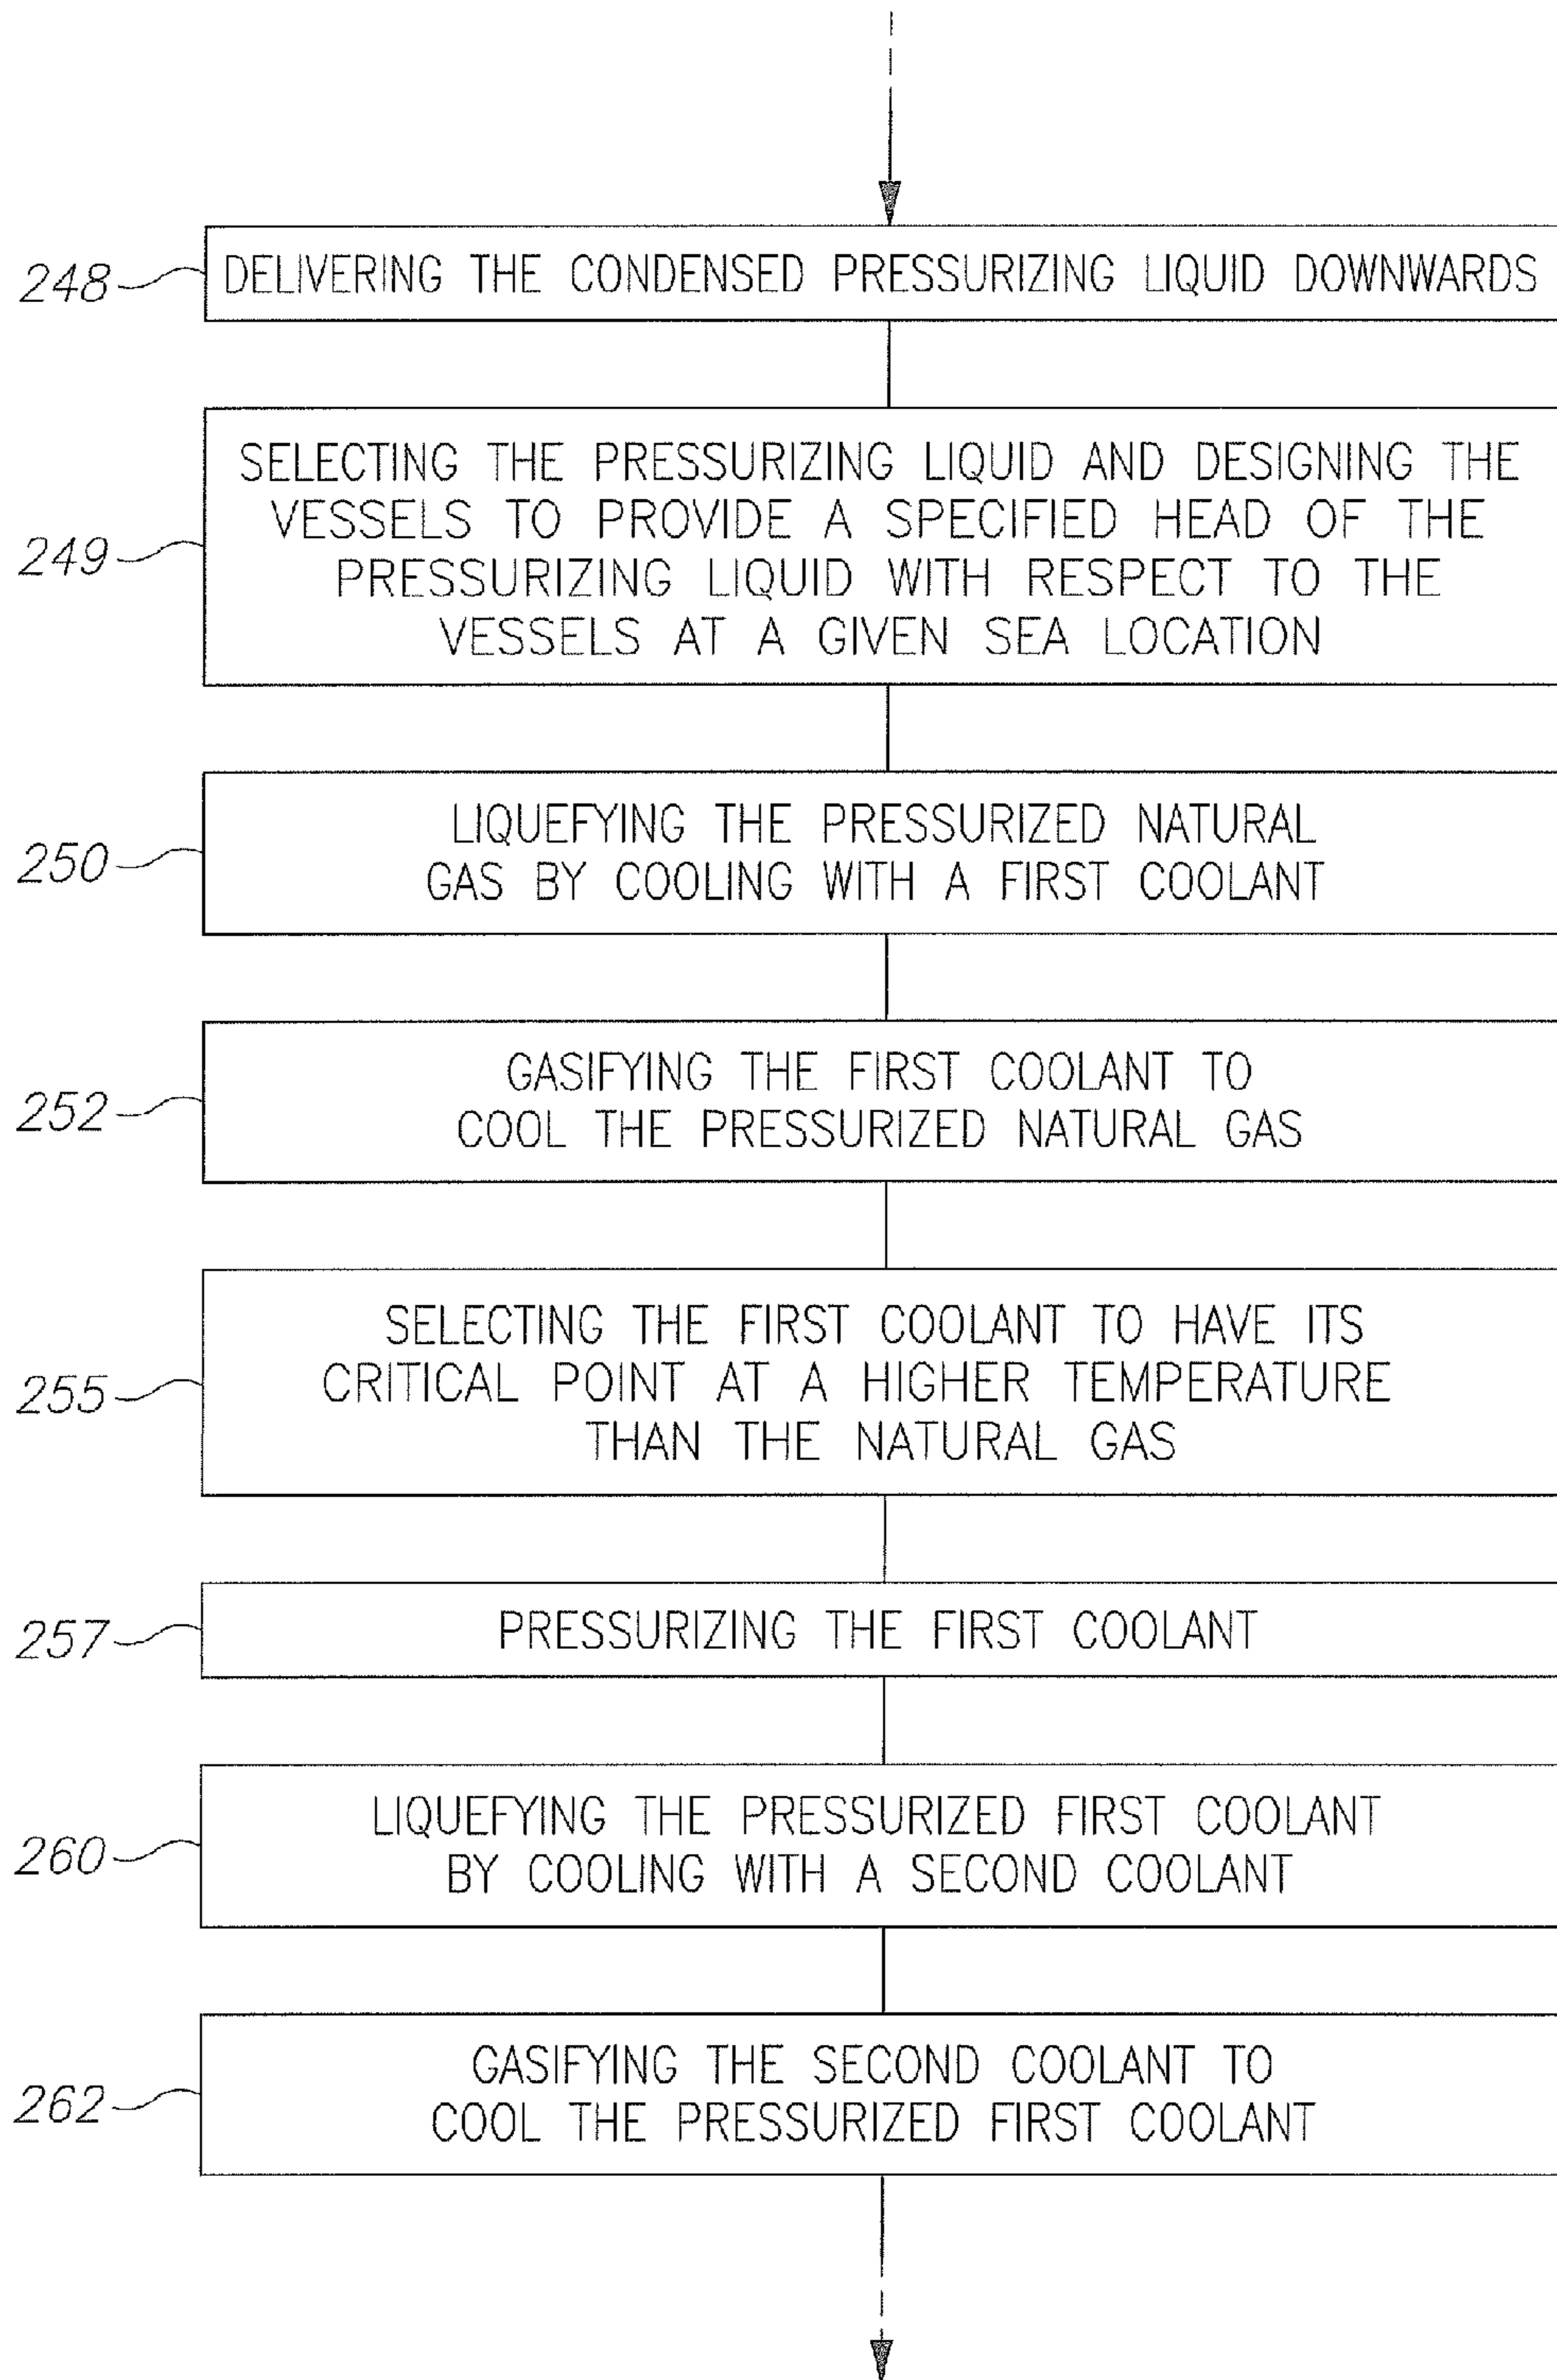 248
DELIVERING THE CONDENSED PRESSURIZING LIQUID DOWNWARDS
249
SELECTING THE PRESSURIZING LIQUID AND DESIGNING THE
VESSELS TO PROVIDE A SPECIFIED HEAD OF THE
PRESSURIZING LIQUID WITH RESPECT TO THE
VESSELS AT A GIVEN SEA LOCATION
250
LIQUEFYING THE PRESSURIZED NATURAL
GAS BY COOLING WITH A FIRST COOLANT
252
GASIFYING THE FIRST COOLANT TO
COOL THE PRESSURIZED NATURAL GAS
255
SELECTING THE FIRST COOLANT TO HAVE ITS
CRITICAL POINT AT A HIGHER TEMPERATURE
THAN THE NATURAL GAS
257
PRESSURIZING THE FIRST COOLANT
260
LIQUEFYING THE PRESSURIZED FIRST COOLANT
BY COOLING WITH A SECOND COOLANT
262
GASIFYING THE SECOND COOLANT TO
COOL THE PRESSURIZED FIRST COOLANT